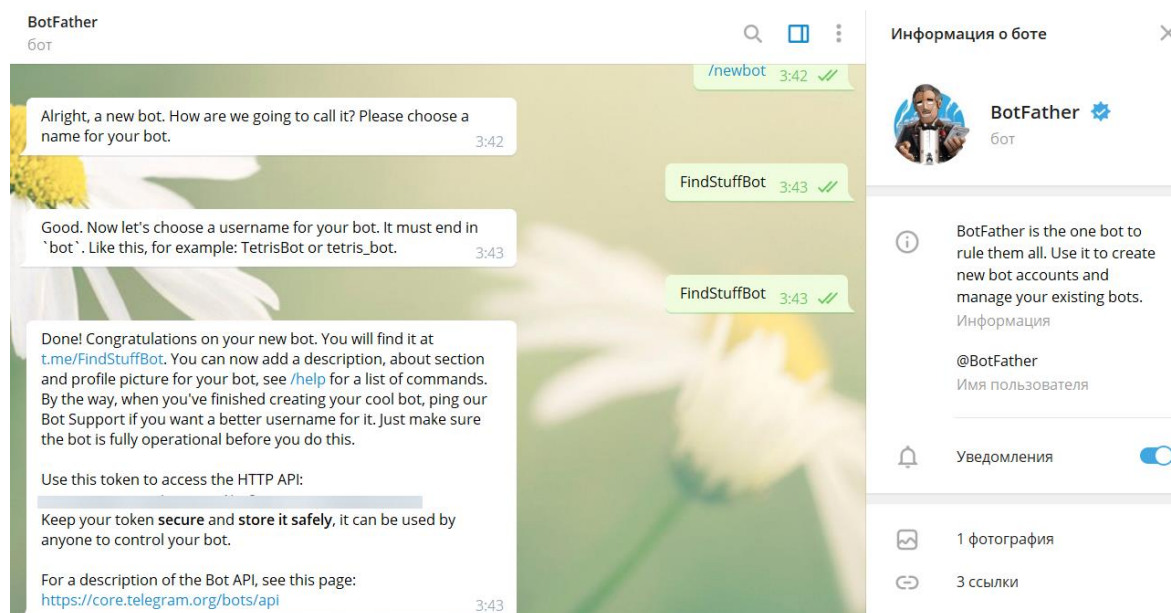 BotFather
бот
/newbot 3:42
Alright, a new bot. How are we going to call it? Please choose a
name for your bot.
3:42
FindStuffBot 3:43
Good. Now let's choose a username for your bot. It must end in
`bot`. Like this, for example: TetrisBot or tetris_bot.
3:43
FindStuffBot 3:43
Done! Congratulations on your new bot. You will find it at
t.me/FindStuffBot. You can now add a description, about section
and profile picture for your bot, see /help for a list of commands.
By the way, when you've finished creating your cool bot, ping our
Bot Support if you want a better username for it. Just make sure
the bot is fully operational before you do this.
Use this token to access the HTTP API:
Keep your token secure and store it safely, it can be used by
anyone to control your bot.
For a description of the Bot API, see this page:
https://core.telegram.org/bots/api
3:43
Информация о боте
BotFather
бот
BotFather is the one bot to
rule them all. Use it to create
new bot accounts and
manage your existing bots.
Информация
@BotFather
Имя пользователя
Уведомления
1 фотография
3 ссылки